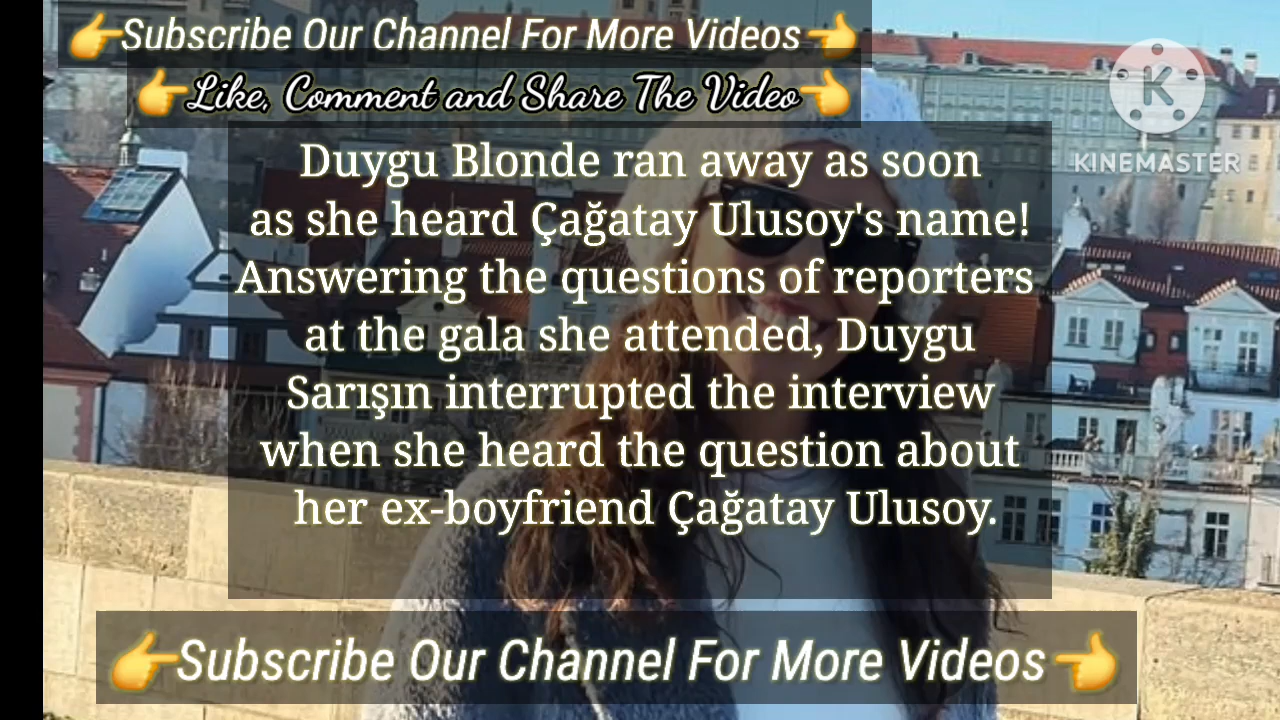 👉Subscribe Our Channel For More Videos👈
👉Like, Comment and Share The Video👈
K
KINEMASTER
Duygu Blonde ran away as soon
as she heard Çağatay Ulusoy's name!
Answering the questions of reporters
at the gala she attended, Duygu
Sarışın interrupted the interview
when she heard the question about
her ex-boyfriend Çağatay Ulusoy.
👉Subscribe Our Channel For More Videos👈